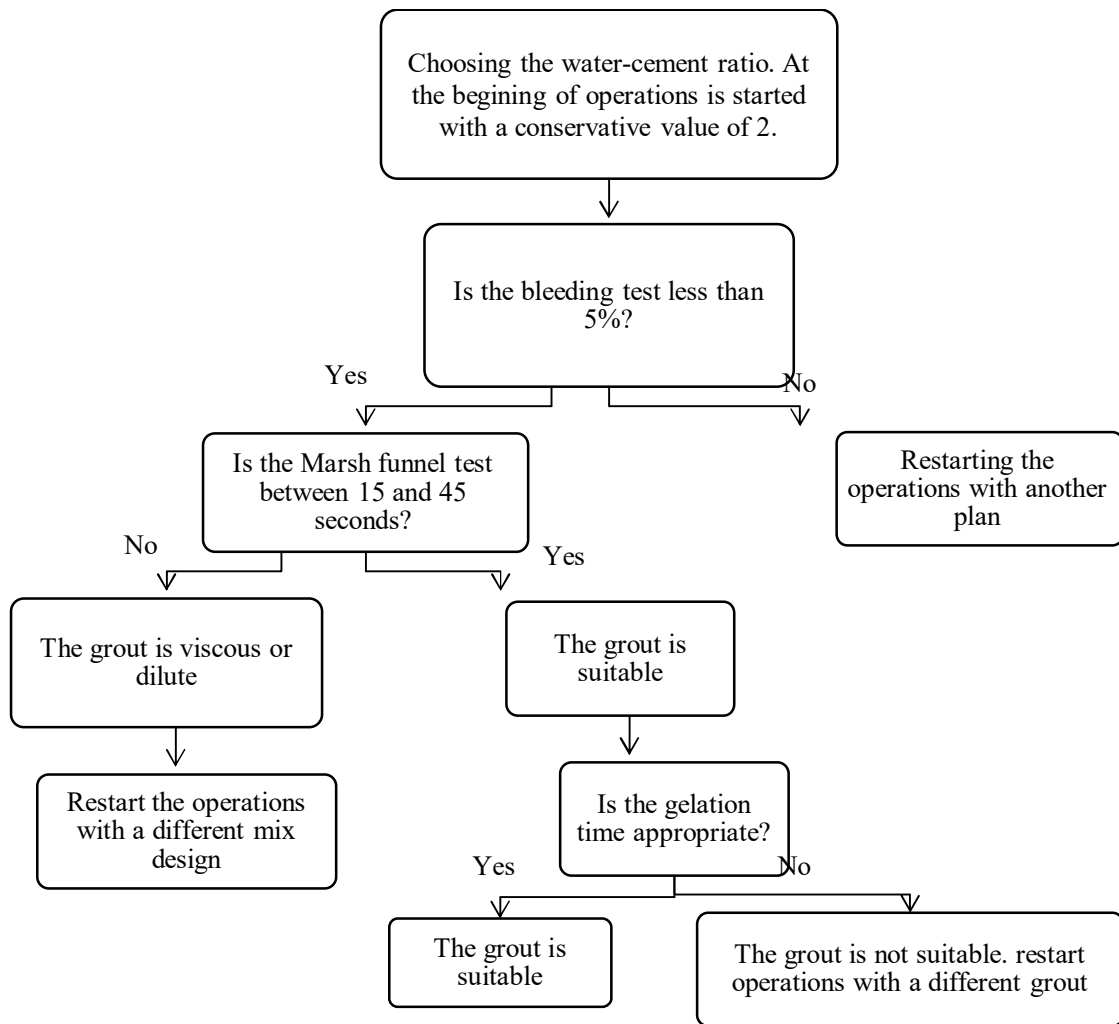 Choosing the water-cement ratio. At
the begining of operations is started
with a conservative value of 2.
Is the bleeding test less than
5%?
Yes
No
Is the Marsh funnel test
between 15 and 45
seconds?
Restarting the
operations with another
plan
No
Yes
The grout is viscous or
dilute
The grout is
suitable
Restart the operations
with a different mix
design
Is the gelation
time appropriate?
Yes
No
The grout is
suitable
The grout is not suitable. restart
operations with a different grout